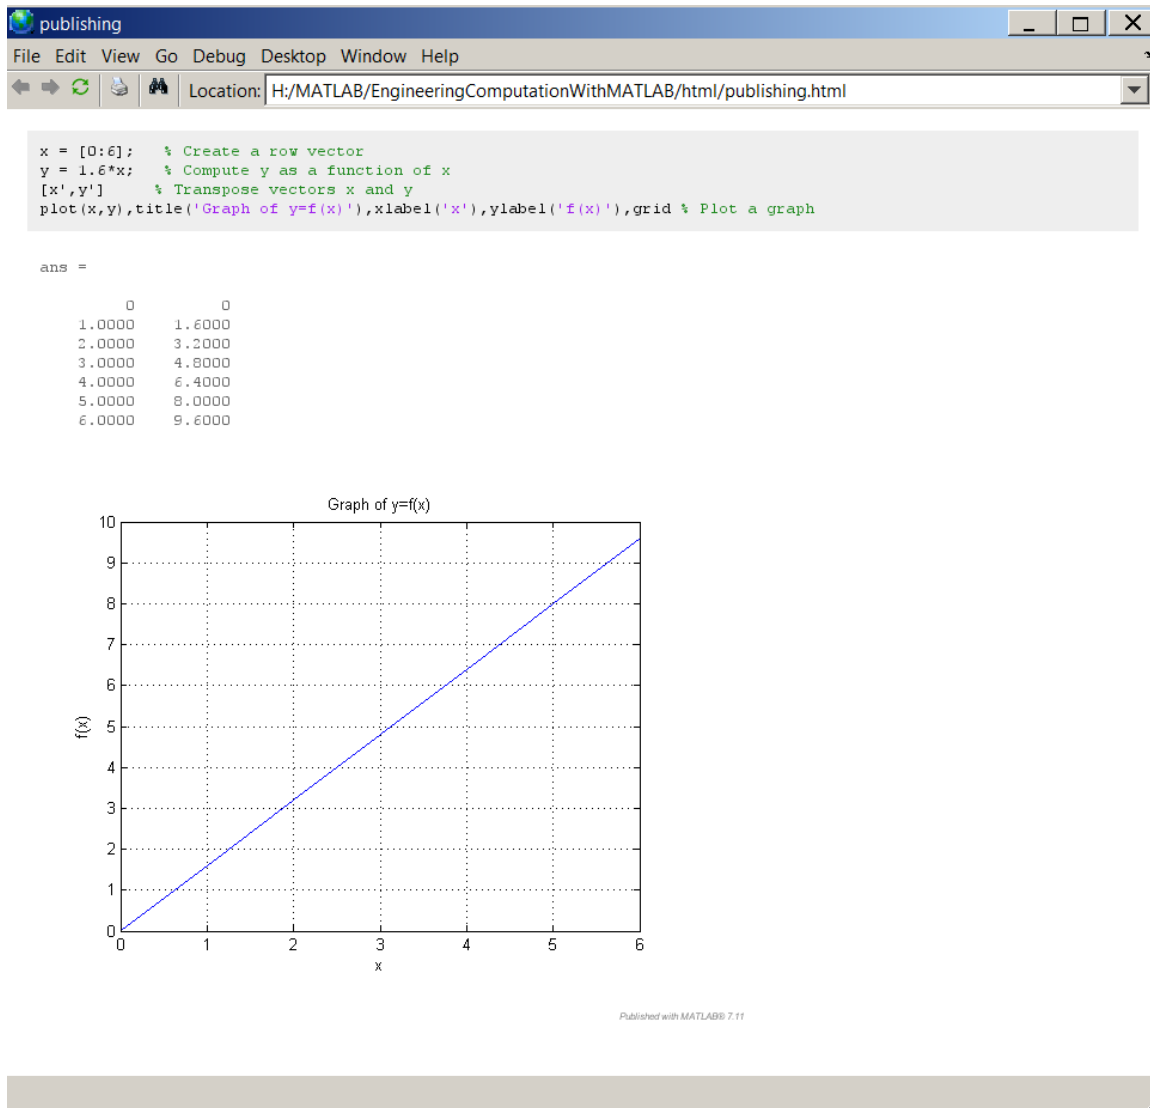 publishing
File Edit View Go Debug Desktop Window Help
Location: H:/MATLAB/EngineeringComputationWithMATLAB/html/publishing.html
x = [0:6];   % Create a row vector
y = 1.6*x;   % Compute y as a function of x
[x',y']      % Transpose vectors x and y
plot(x,y),title('Graph of y=f(x)'),xlabel('x'),ylabel('f(x)'),grid % Plot a graph
ans =
0 0
1.0000 1.6000
2.0000 3.2000
3.0000 4.8000
4.0000 6.4000
5.0000 8.0000
6.0000 9.6000
Graph of y=f(x)
10
9
8
7
6
5
4
3
2
1
0
f(x)
0 1 2 3 4 5 6
x
Published with MATLAB® 7.11